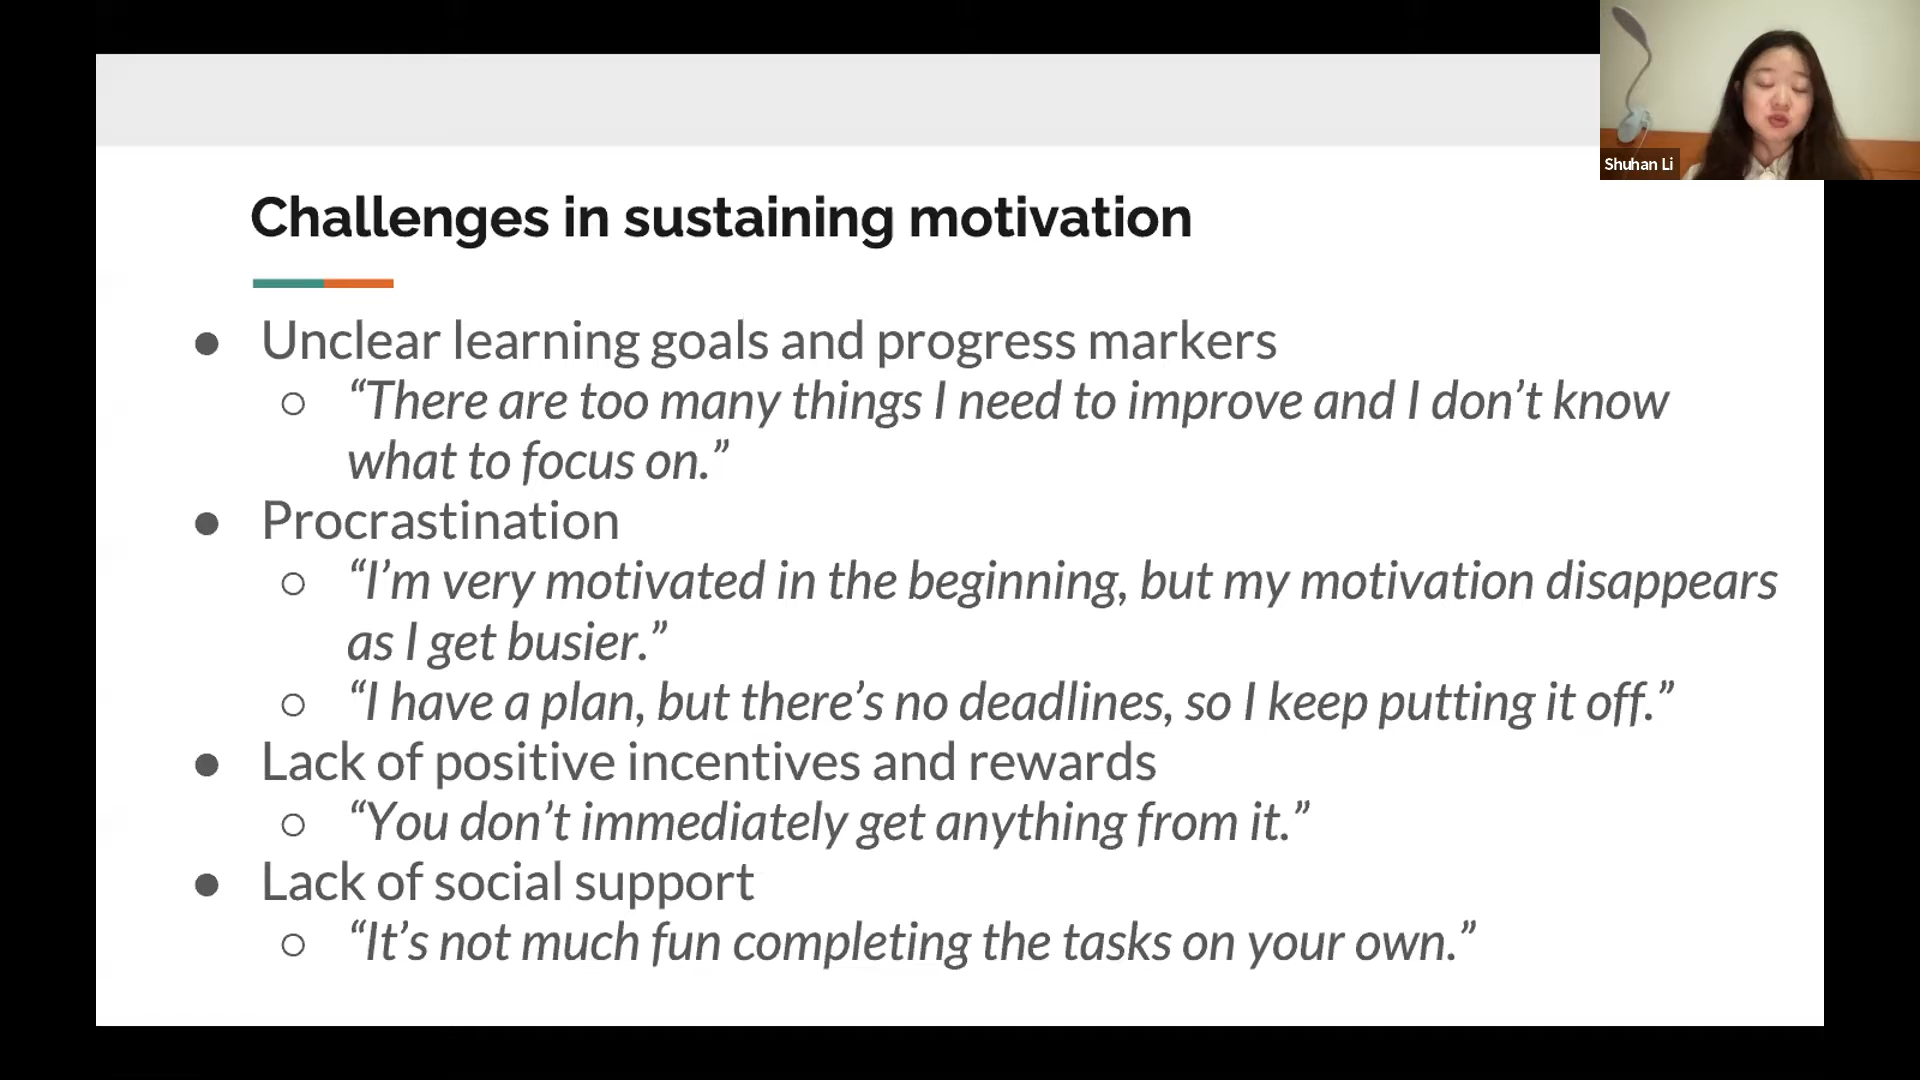 Shuhan Li
Challenges in sustaining motivation
● Unclear learning goals and progress markers
○ “There are too many things I need to improve and I don’t know
what to focus on.”
● Procrastination
○ “I’m very motivated in the beginning, but my motivation disappears
as I get busier.”
○ “I have a plan, but there’s no deadlines, so I keep putting it off.”
● Lack of positive incentives and rewards
○ “You don’t immediately get anything from it.”
● Lack of social support
○ “It’s not much fun completing the tasks on your own.”